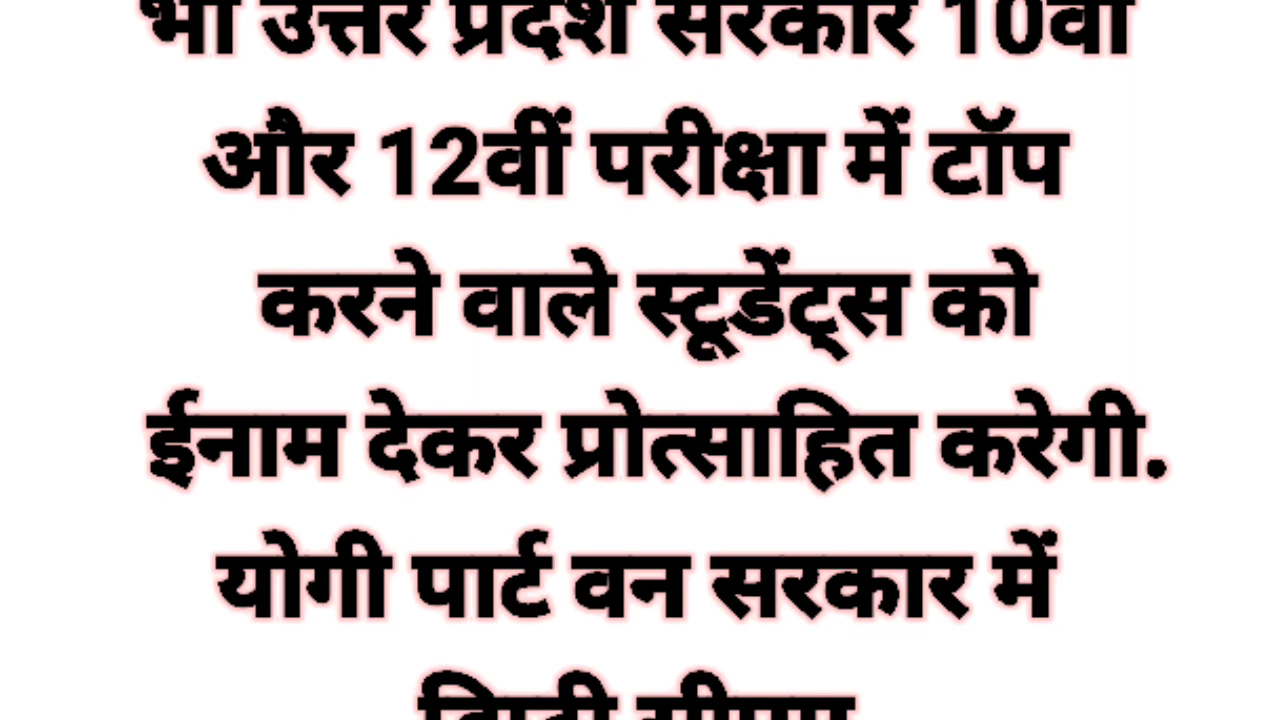 भी उत्तर प्रदेश सरकार 10वीं
और 12वीं परीक्षा में टॉप
करने वाले स्टूडेंट्स को
ईनाम देकर प्रोत्साहित करेगी.
योगी पार्ट वन सरकार में